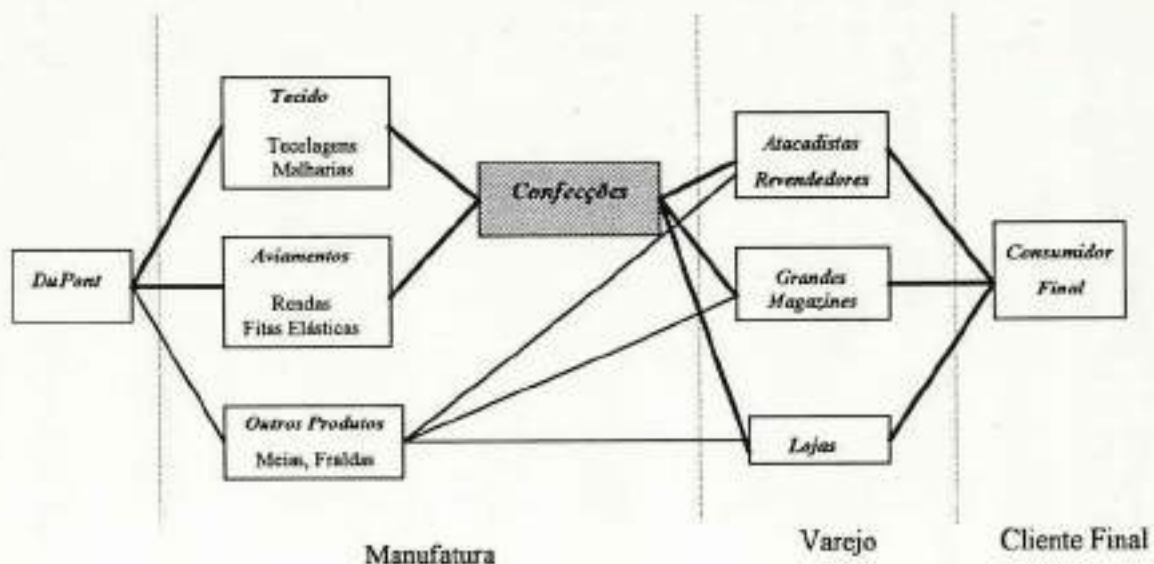 DuPont
Tecido
Tecelagens
Malharias
Aviamentos
Rendas
Fitas Elásticas
Outros Produtos
Meias, Fraldas
Confecções
Atacadistas
Revendedores
Grandes
Magazines
Lojas
Consumidor
Final
Manufatura
Varejo
Cliente Final